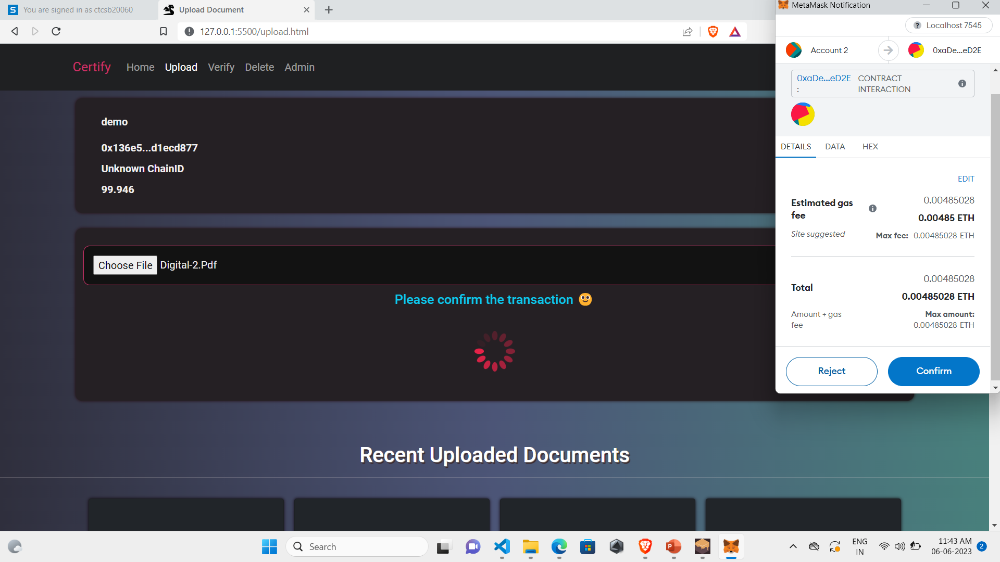 You are signed in as ctcsb20060
Upload Document
127.0.0.1:5500/upload.html
Certify
Home
Upload
Verify
Delete
Admin
demo
0x136e5...d1ecd877
Unknown ChainID
99.946
Choose File Digital-2.Pdf
Please confirm the transaction
Recent Uploaded Documents
MetaMask Notification
Localhost 7545
Account 2
0xaDe...eD2E
0xaDe...eD2E
:
CONTRACT
INTERACTION
DETAILS
DATA
HEX
EDIT
Estimated gas
fee
0.00485028
0.00485 ETH
Site suggested
Max fee: 0.00485028 ETH
Total
0.00485028
0.00485028 ETH
Amount + gas
fee
Max amount:
0.00485028 ETH
Reject
Confirm
Search
ENG
IN
11:43 AM
06-06-2023
2